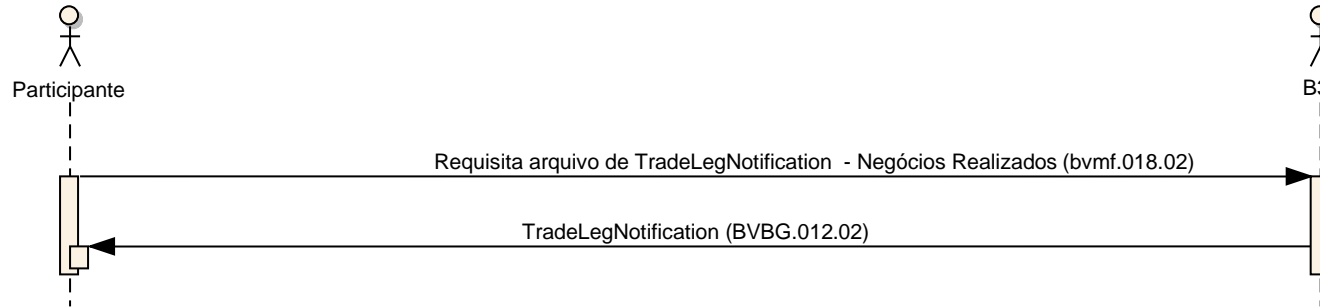 Participante
B3
Requisita arquivo de TradeLegNotification - Negócios Realizados (bvmf.018.02)
TradeLegNotification (BVBG.012.02)